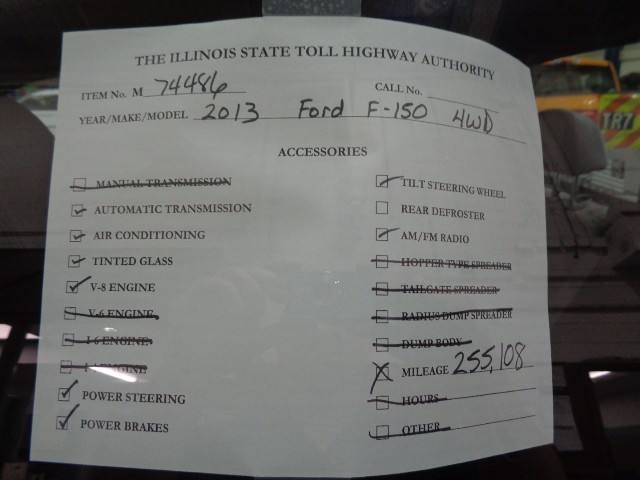 THE ILLINOIS STATE TOLL HIGHWAY AUTHORITY
ITEM No. M 74486 CALL No.
YEAR/MAKE/MODEL 2013 Ford F-150 4WD
ACCESSORIES
MANUAL TRANSMISSION
AUTOMATIC TRANSMISSION
AIR CONDITIONING
TINTED GLASS
V-8 ENGINE
V-6 ENGINE
I-6 ENGINE
I-4 ENGINE
POWER STEERING
POWER BRAKES
TILT STEERING WHEEL
REAR DEFROSTER
AM/FM RADIO
HOPPER TYPE SPREADER
TAILGATE SPREADER
RADIUS DUMP SPREADER
DUMP BODY
MILEAGE 255,108
HOURS
OTHER